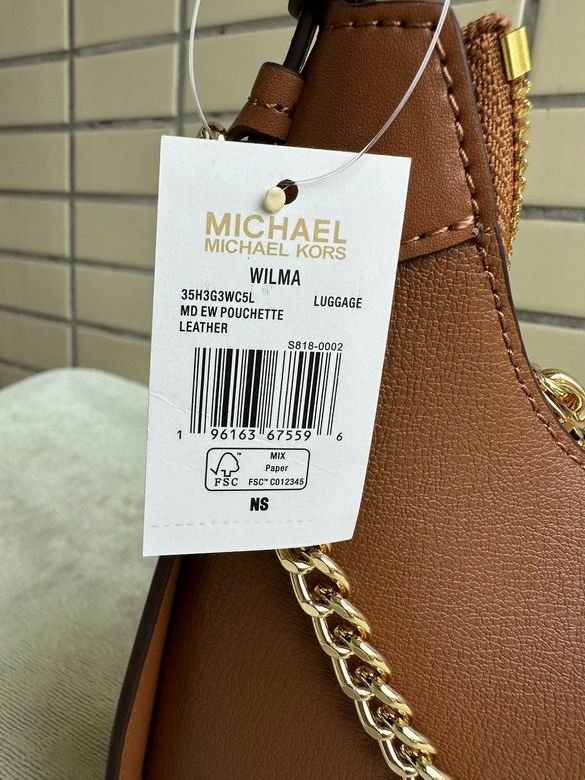 MICHAEL
MICHAEL KORS
WILMA
35H3G3WC5L LUGGAGE
MD EW POUCHETTE
LEATHER
S818-0002
1 96163 67559 6
FSC™
MIX
Paper
FSC™ C012345
NS